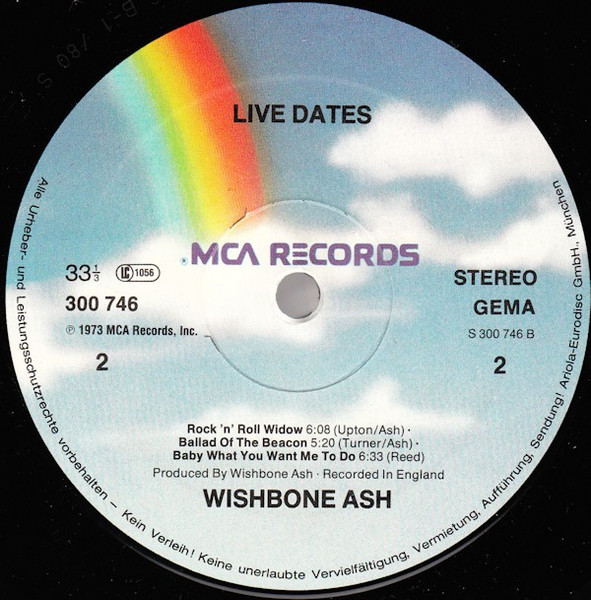 LIVE DATES
MCA RECORDS
33 1/3 LC 1056
300 746
℗ 1973 MCA Records, Inc.
2
STEREO
GEMA
S 300 746 B
2
Rock 'n' Roll Widow 6:08 (Upton/Ash) ·
Ballad Of The Beacon 5:20 (Turner/Ash) ·
Baby What You Want Me To Do 6:33 (Reed)
Produced By Wishbone Ash · Recorded In England
WISHBONE ASH
Alle Urheber- und Leistungsschutzrechte vorbehalten – Kein Verleih! Keine unerlaubte Vervielfältigung, Vermietung, Aufführung, Sendung! Ariola-Eurodisc GmbH., München